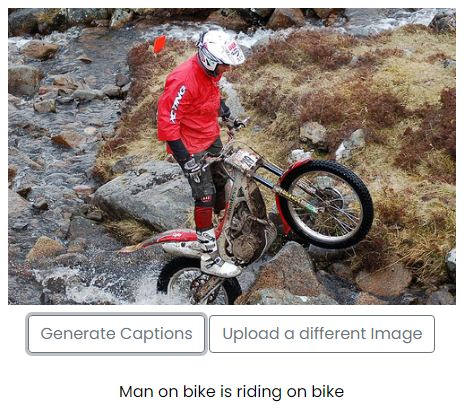 Generate Captions
Upload a different Image
Man on bike is riding on bike